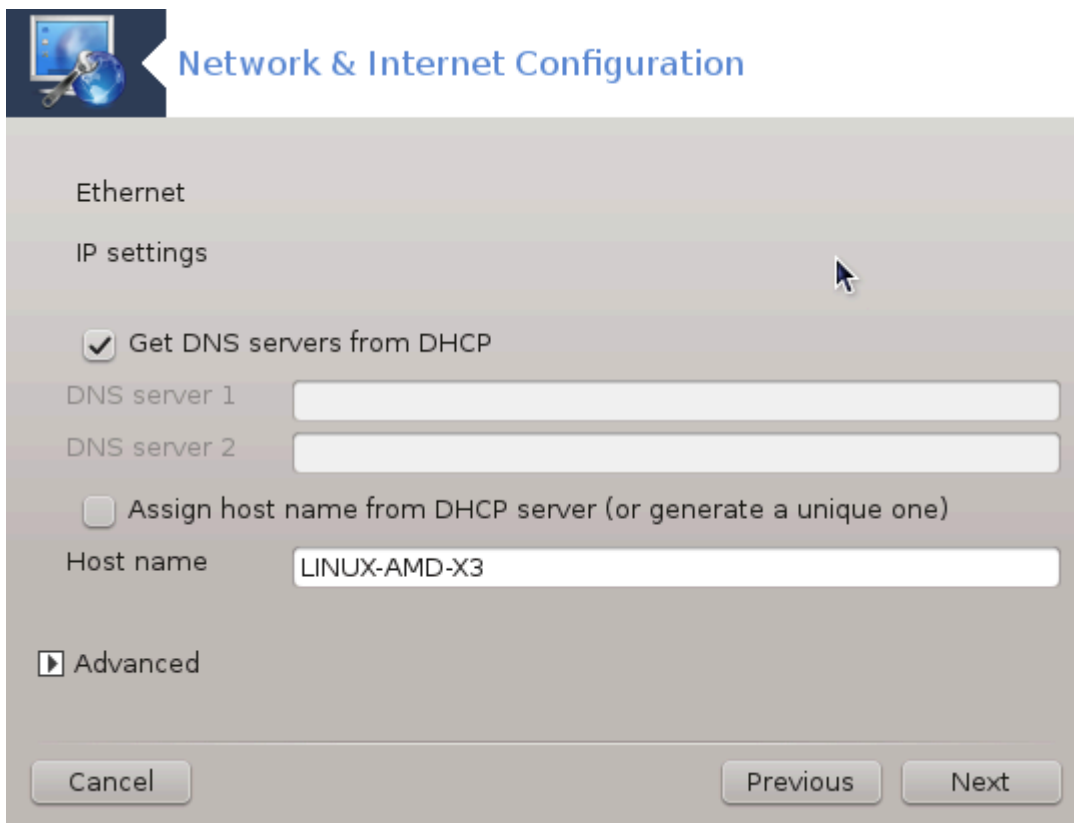 Network & Internet Configuration
Ethernet
IP settings
Get DNS servers from DHCP
DNS server 1
DNS server 2
Assign host name from DHCP server (or generate a unique one)
Host name LINUX-AMD-X3
Advanced
Cancel Previous Next